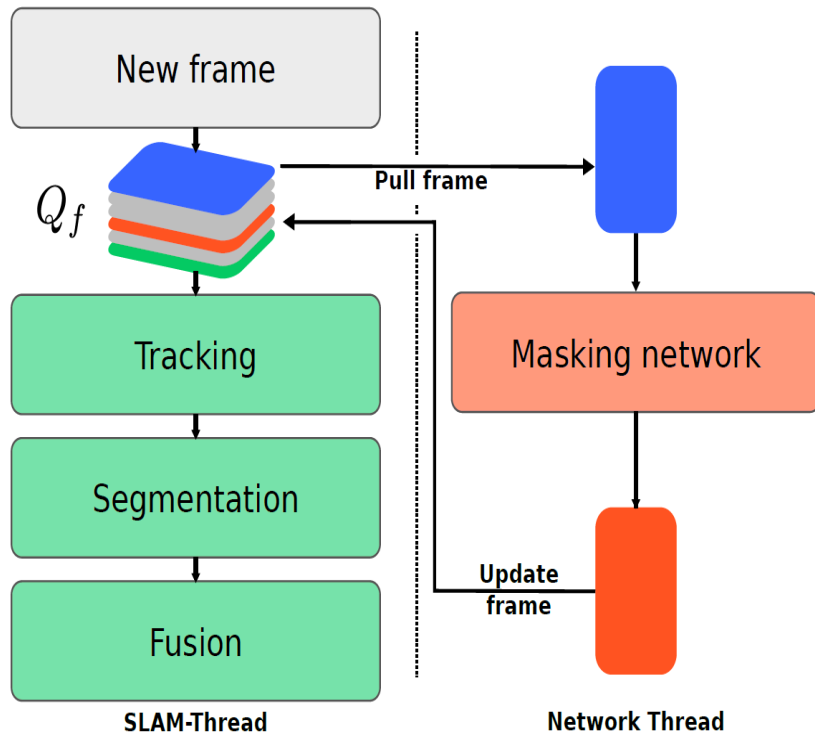 New frame
Q_f
Pull frame
Tracking
Masking network
Segmentation
Update
frame
Fusion
SLAM-Thread
Network Thread